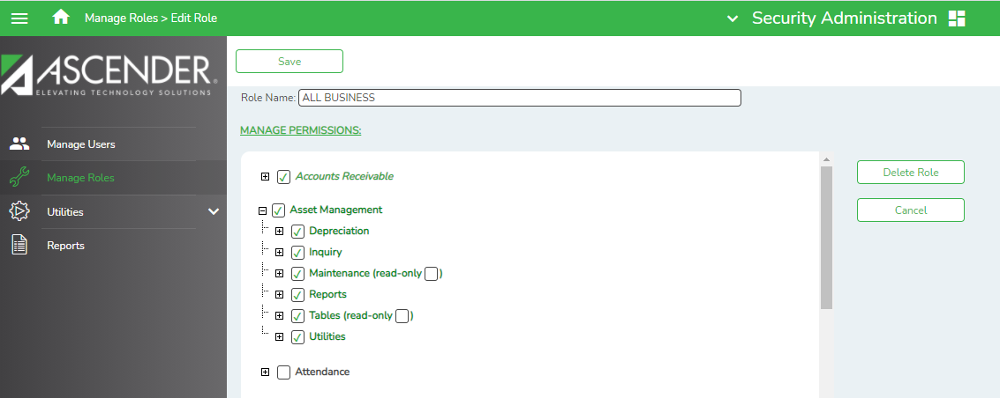 Manage Roles > Edit Role
Security Administration
ASCENDER®
ELEVATING TECHNOLOGY SOLUTIONS
Manage Users
Manage Roles
Utilities
Reports
Save
Role Name: ALL BUSINESS
MANAGE PERMISSIONS:
Accounts Receivable
Asset Management
Depreciation
Inquiry
Maintenance (read-only )
Reports
Tables (read-only )
Utilities
Attendance
Delete Role
Cancel